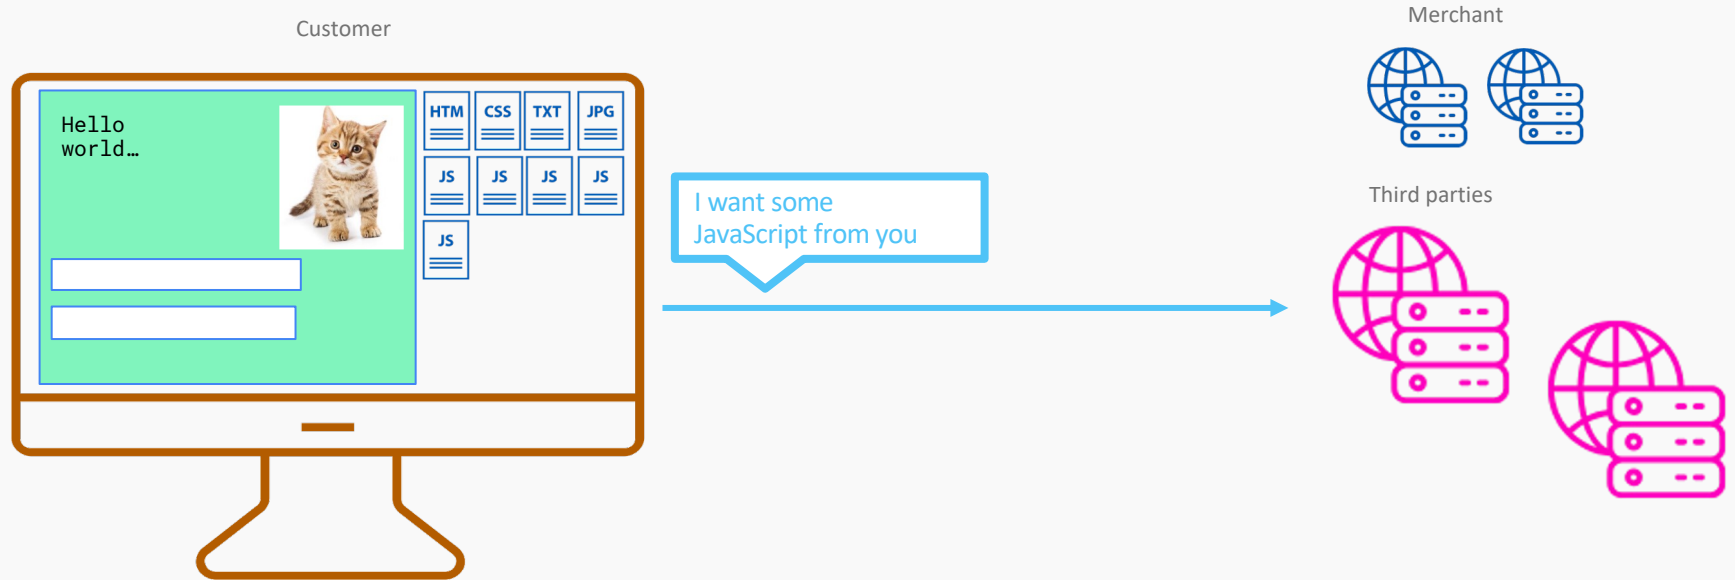 Customer
Merchant
Hello
world…
HTM CSS TXT JPG
JS JS JS JS
JS
I want some
JavaScript from you
Third parties